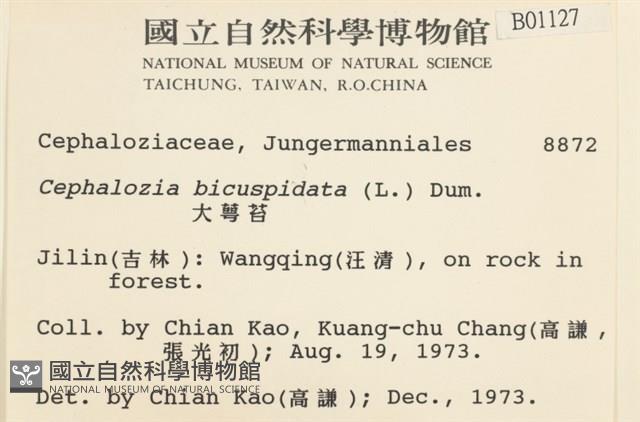 國立自然科學博物館
B01127
NATIONAL MUSEUM OF NATURAL SCIENCE
TAICHUNG, TAIWAN, R.O.CHINA
Cephaloziaceae, Jungermanniales 8872
Cephalozia bicuspidata (L.) Dum.
大萼苔
Jilin(吉林): Wangqing(汪清), on rock in
forest.
Coll. by Chian Kao, Kuang-chu Chang(高謙,
張光初); Aug. 19, 1973.
國立自然科學博物館
NATIONAL MUSEUM OF NATURAL SCIENCE
Det. by Chian Kao(高謙); Dec., 1973.